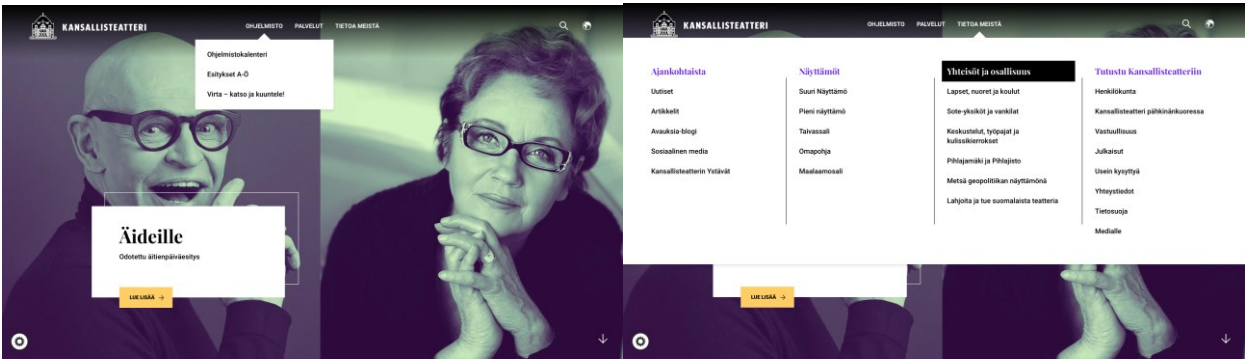 KANSALLISTEATTERI
OHJELMISTO PALVELUT TIETOA MEISTÄ
Ohjelmistokalenteri
Esitykset A-Ö
Virta – katso ja kuuntele!
Äideille
Odotettu äitienpäiväesitys
LUE LISÄÄ →
KANSALLISTEATTERI
OHJELMISTO PALVELUT TIETOA MEISTÄ
Ajankohtaista
Uutiset
Artikkelit
Avauksia-blogi
Sosiaalinen media
Kansallisteatterin Ystävät
Näyttämöt
Suuri Näyttämö
Pieni näyttämö
Taivassali
Omapohja
Maalaamosali
Yhteisöt ja osallisuus
Lapset, nuoret ja koulut
Sote-yksiköt ja vankilat
Keskustelut, työpajat ja
kulissikierrokset
Pihlajamäki ja Pihlajisto
Metsä geopolitiikan näyttämönä
Lahjoita ja tue suomalaista teatteria
Tutustu Kansallisteatteriin
Henkilökunta
Kansallisteatteri pähkinänkuoressa
Vastuullisuus
Julkaisut
Usein kysyttyä
Yhteystiedot
Tietosuoja
Medialle
LUE LISÄÄ →